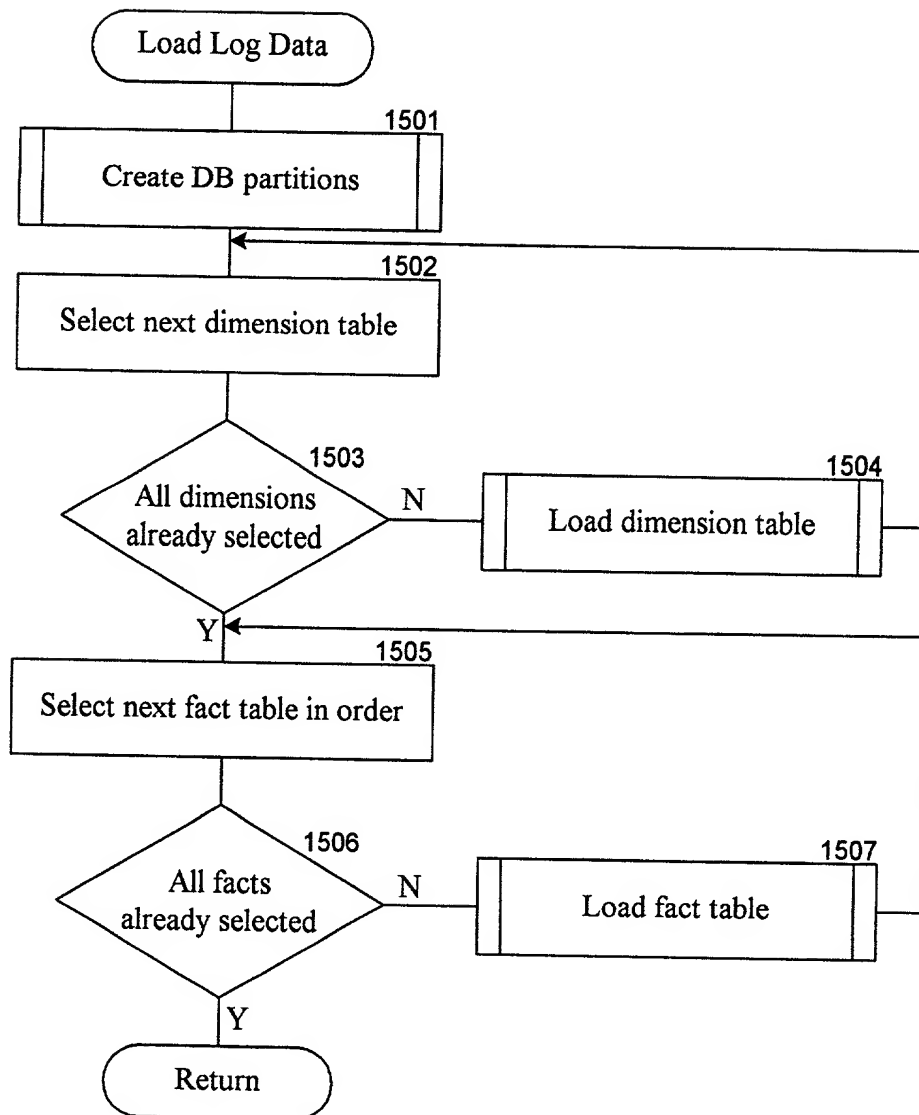 Load Log Data
1501
Create DB partitions
1502
Select next dimension table
1503
All dimensions
already selected
N
1504
Load dimension table
Y
1505
Select next fact table in order
1506
All facts
already selected
N
1507
Load fact table
Y
Return